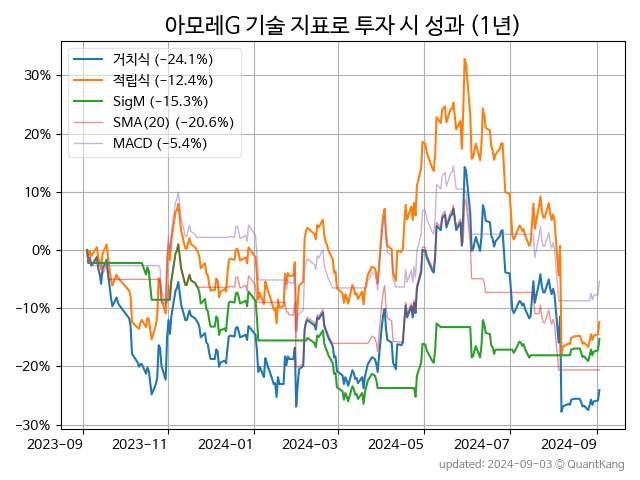 아모레G 기술 지표로 투자 시 성과 (1년)
거치식 (-24.1%)
적립식 (-12.4%)
SigM (-15.3%)
SMA(20) (-20.6%)
MACD (-5.4%)
30%
20%
10%
0%
-10%
-20%
-30%
2023-09 2023-11 2024-01 2024-03 2024-05 2024-07 2024-09
updated: 2024-09-03 © QuantKang